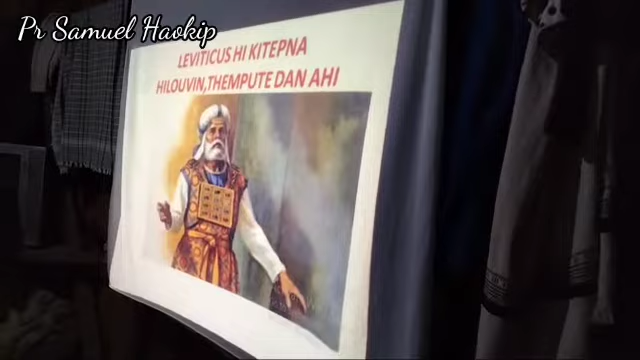 Pr Samuel Haokip
LEVITICUS HI KITEPNA
HILOUVIN,THEMPUTE DAN AHI